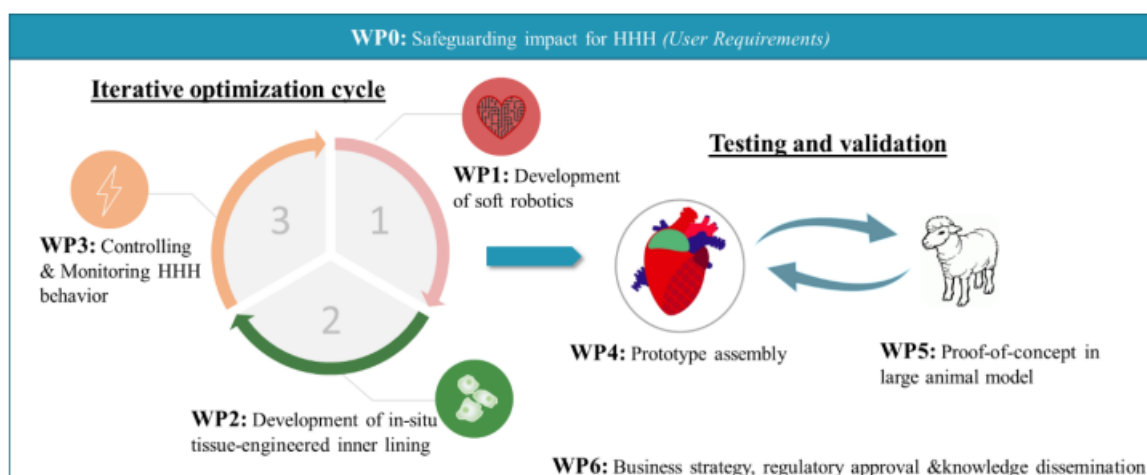 WP0: Safeguarding impact for HHH (User Requirements)
Iterative optimization cycle
WP1: Development
of soft robotics
1
2
3
WP3: Controlling
& Monitoring HHH
behavior
WP2: Development of in-situ
tissue-engineered inner lining
Testing and validation
WP4: Prototype assembly
WP5: Proof-of-concept in
large animal model
WP6: Business strategy, regulatory approval &knowledge dissemination